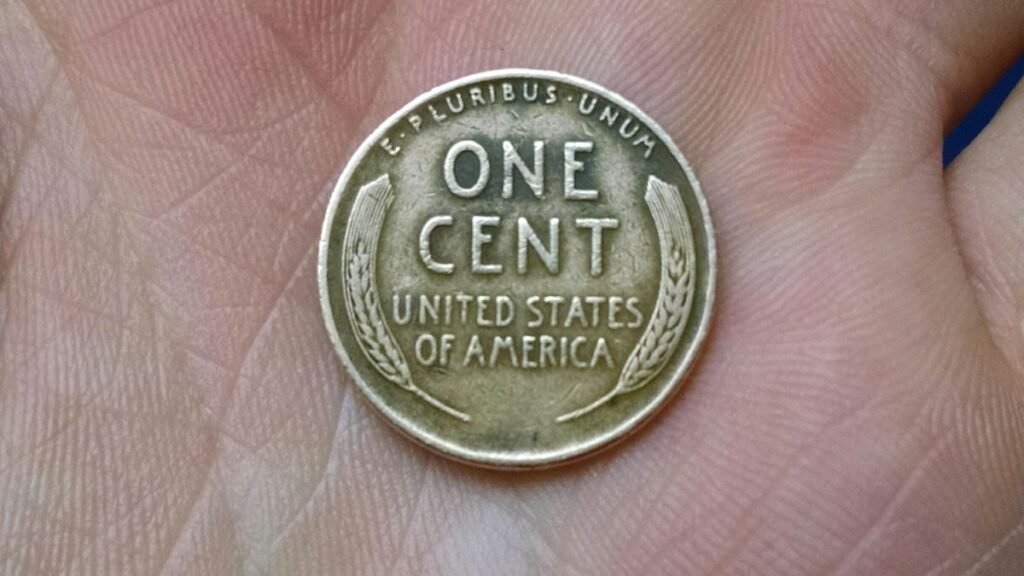 E·PLURIBUS·UNUM
ONE
CENT
UNITED STATES
OF AMERICA